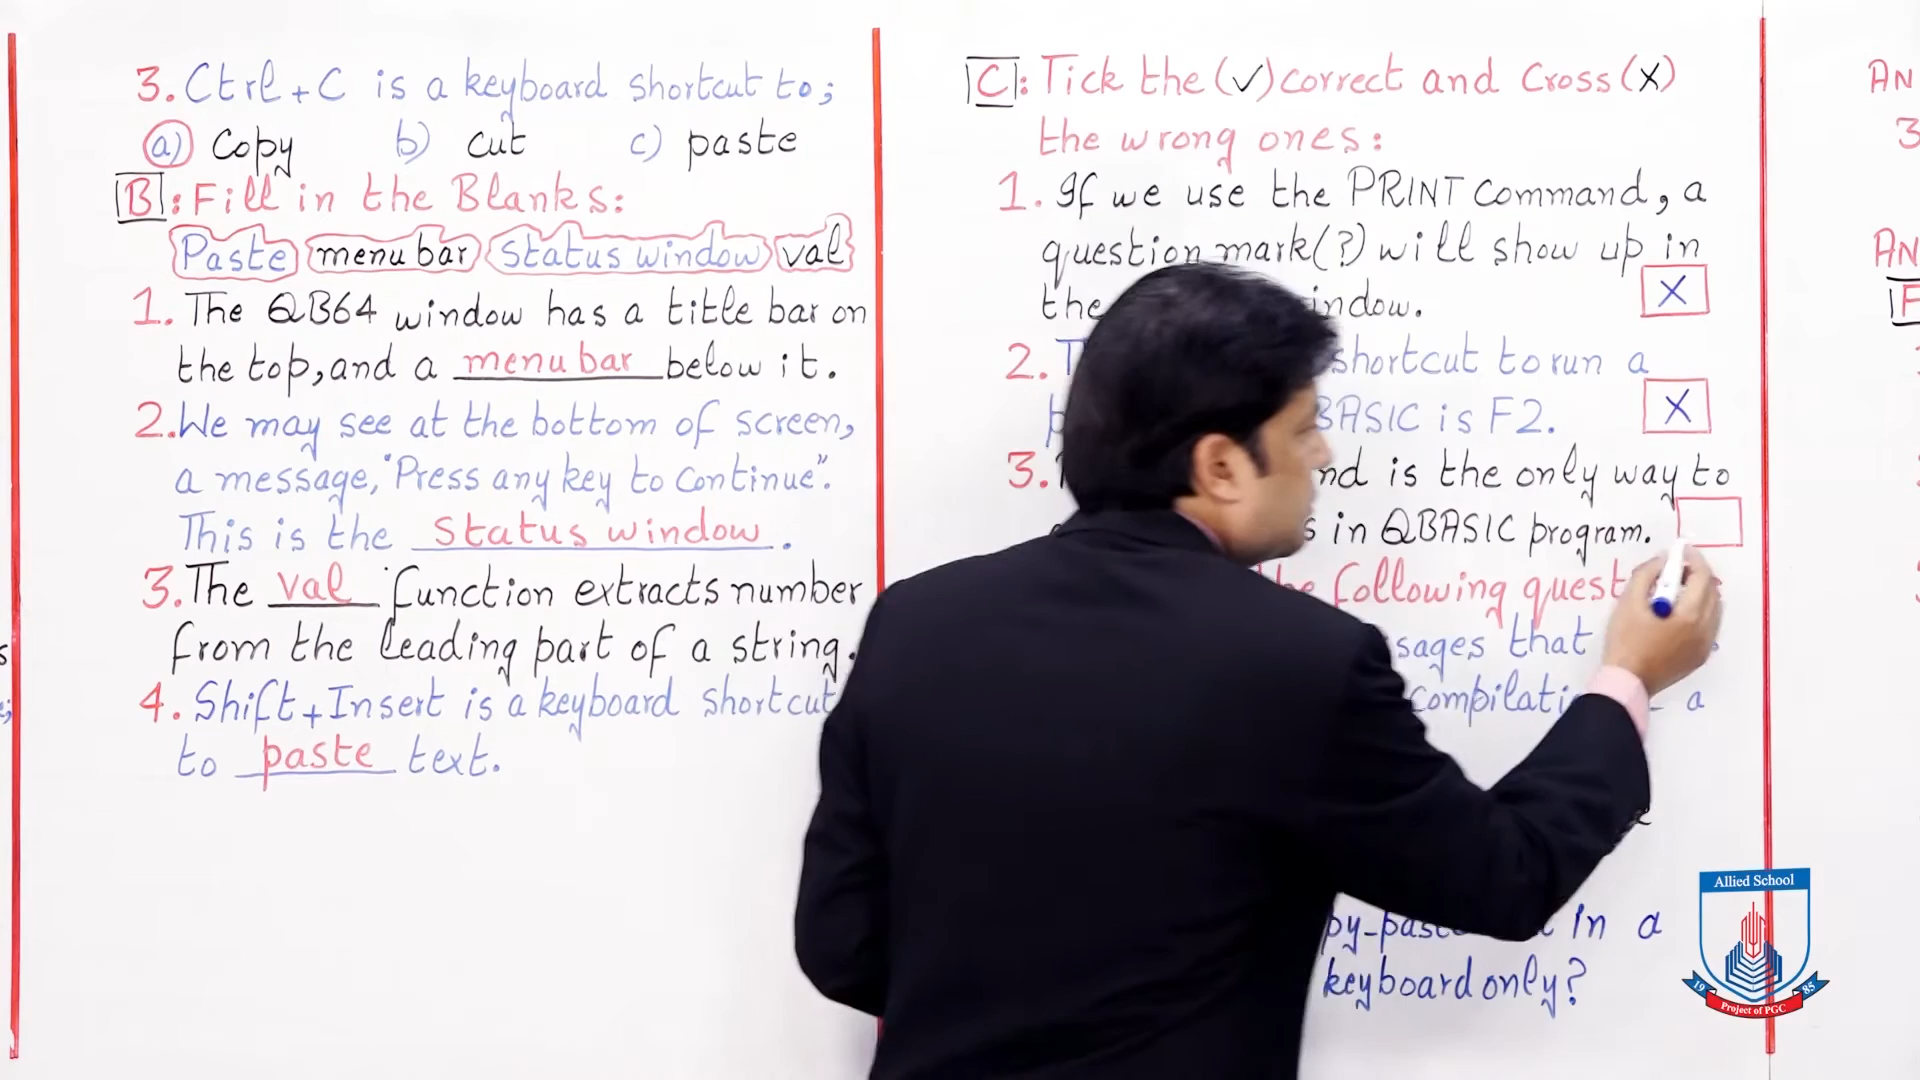 3. Ctrl+C is a keyboard shortcut to;
a) copy b) cut c) paste
B: Fill in the Blanks:
Paste menu bar Status window val
1. The QB64 window has a title bar on
the top, and a menu bar below it.
2. We may see at the bottom of screen,
a message, "Press any key to Continue".
This is the Status window.
3. The val function extracts number
from the leading part of a string.
4. Shift+Insert is a keyboard shortcut
to paste text.
C: Tick the (✓) correct and Cross (X)
the wrong ones:
1. If we use the PRINT Command, a
question mark (?) will show up in
the window. X
2. shortcut to run a
BASIC is F2. X
3. is the only way to
in QBASIC program.
the following
that
a
in a
keyboard only?
AN
3
AN
F
Allied School
19 85
Project of PGC